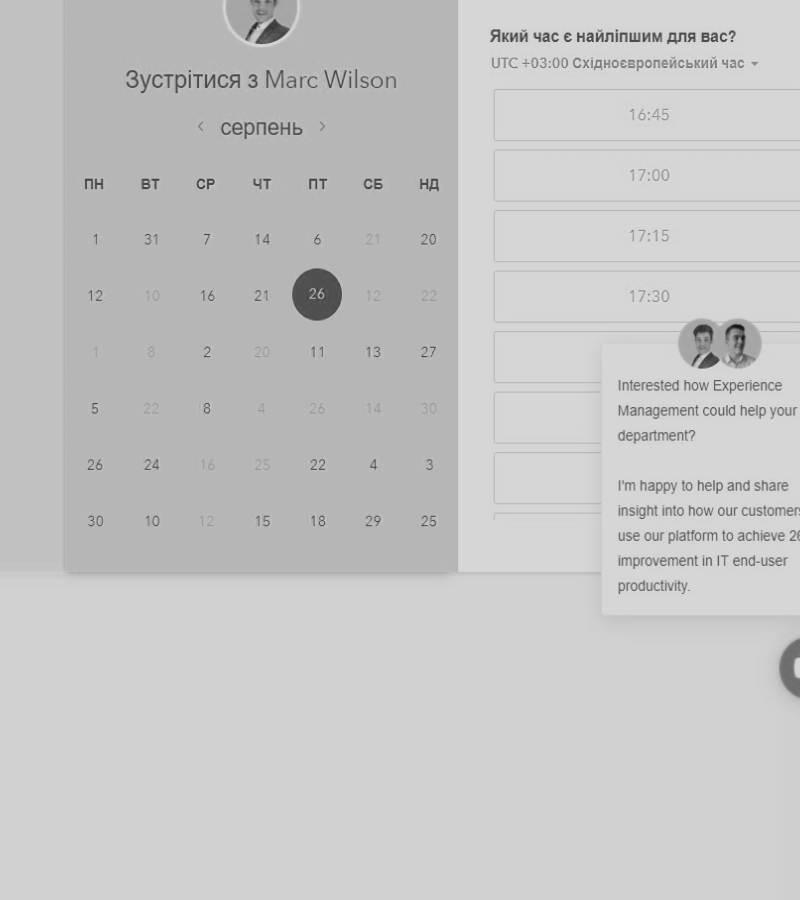 Зустрітися з Marc Wilson
серпень
ПН ВТ СР ЧТ ПТ СБ НД
1 31 7 14 6 21 20
12 10 16 21 26 12 22
1 8 2 20 11 13 27
5 22 8 4 26 14 30
26 24 16 25 22 4 3
30 10 12 15 18 29 25
Який час є найліпшим для вас?
UTC +03:00 Східноєвропейський час
16:45
17:00
17:15
17:30
Interested how Experience
Management could help your
department?
I'm happy to help and share
insight into how our customers
use our platform to achieve 26
improvement in IT end-user
productivity.